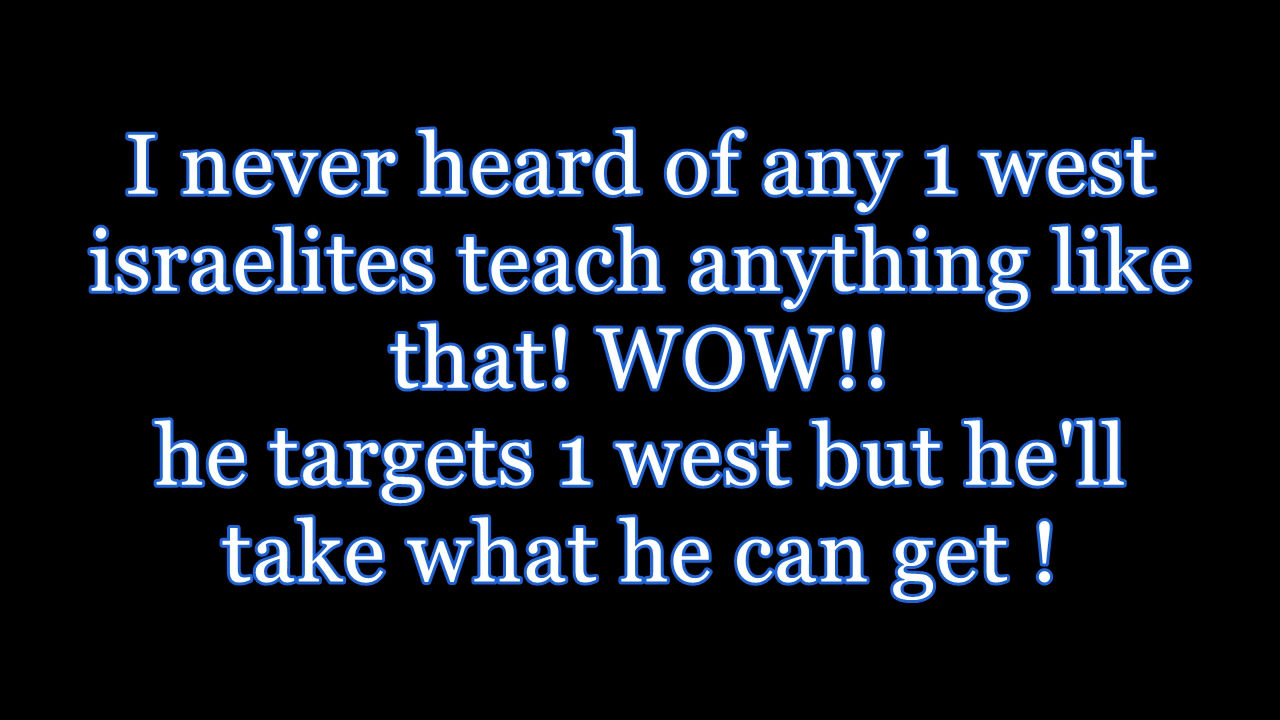 I never heard of any 1 west
israelites teach anything like
that! WOW!!
he targets 1 west but he'll
take what he can get !